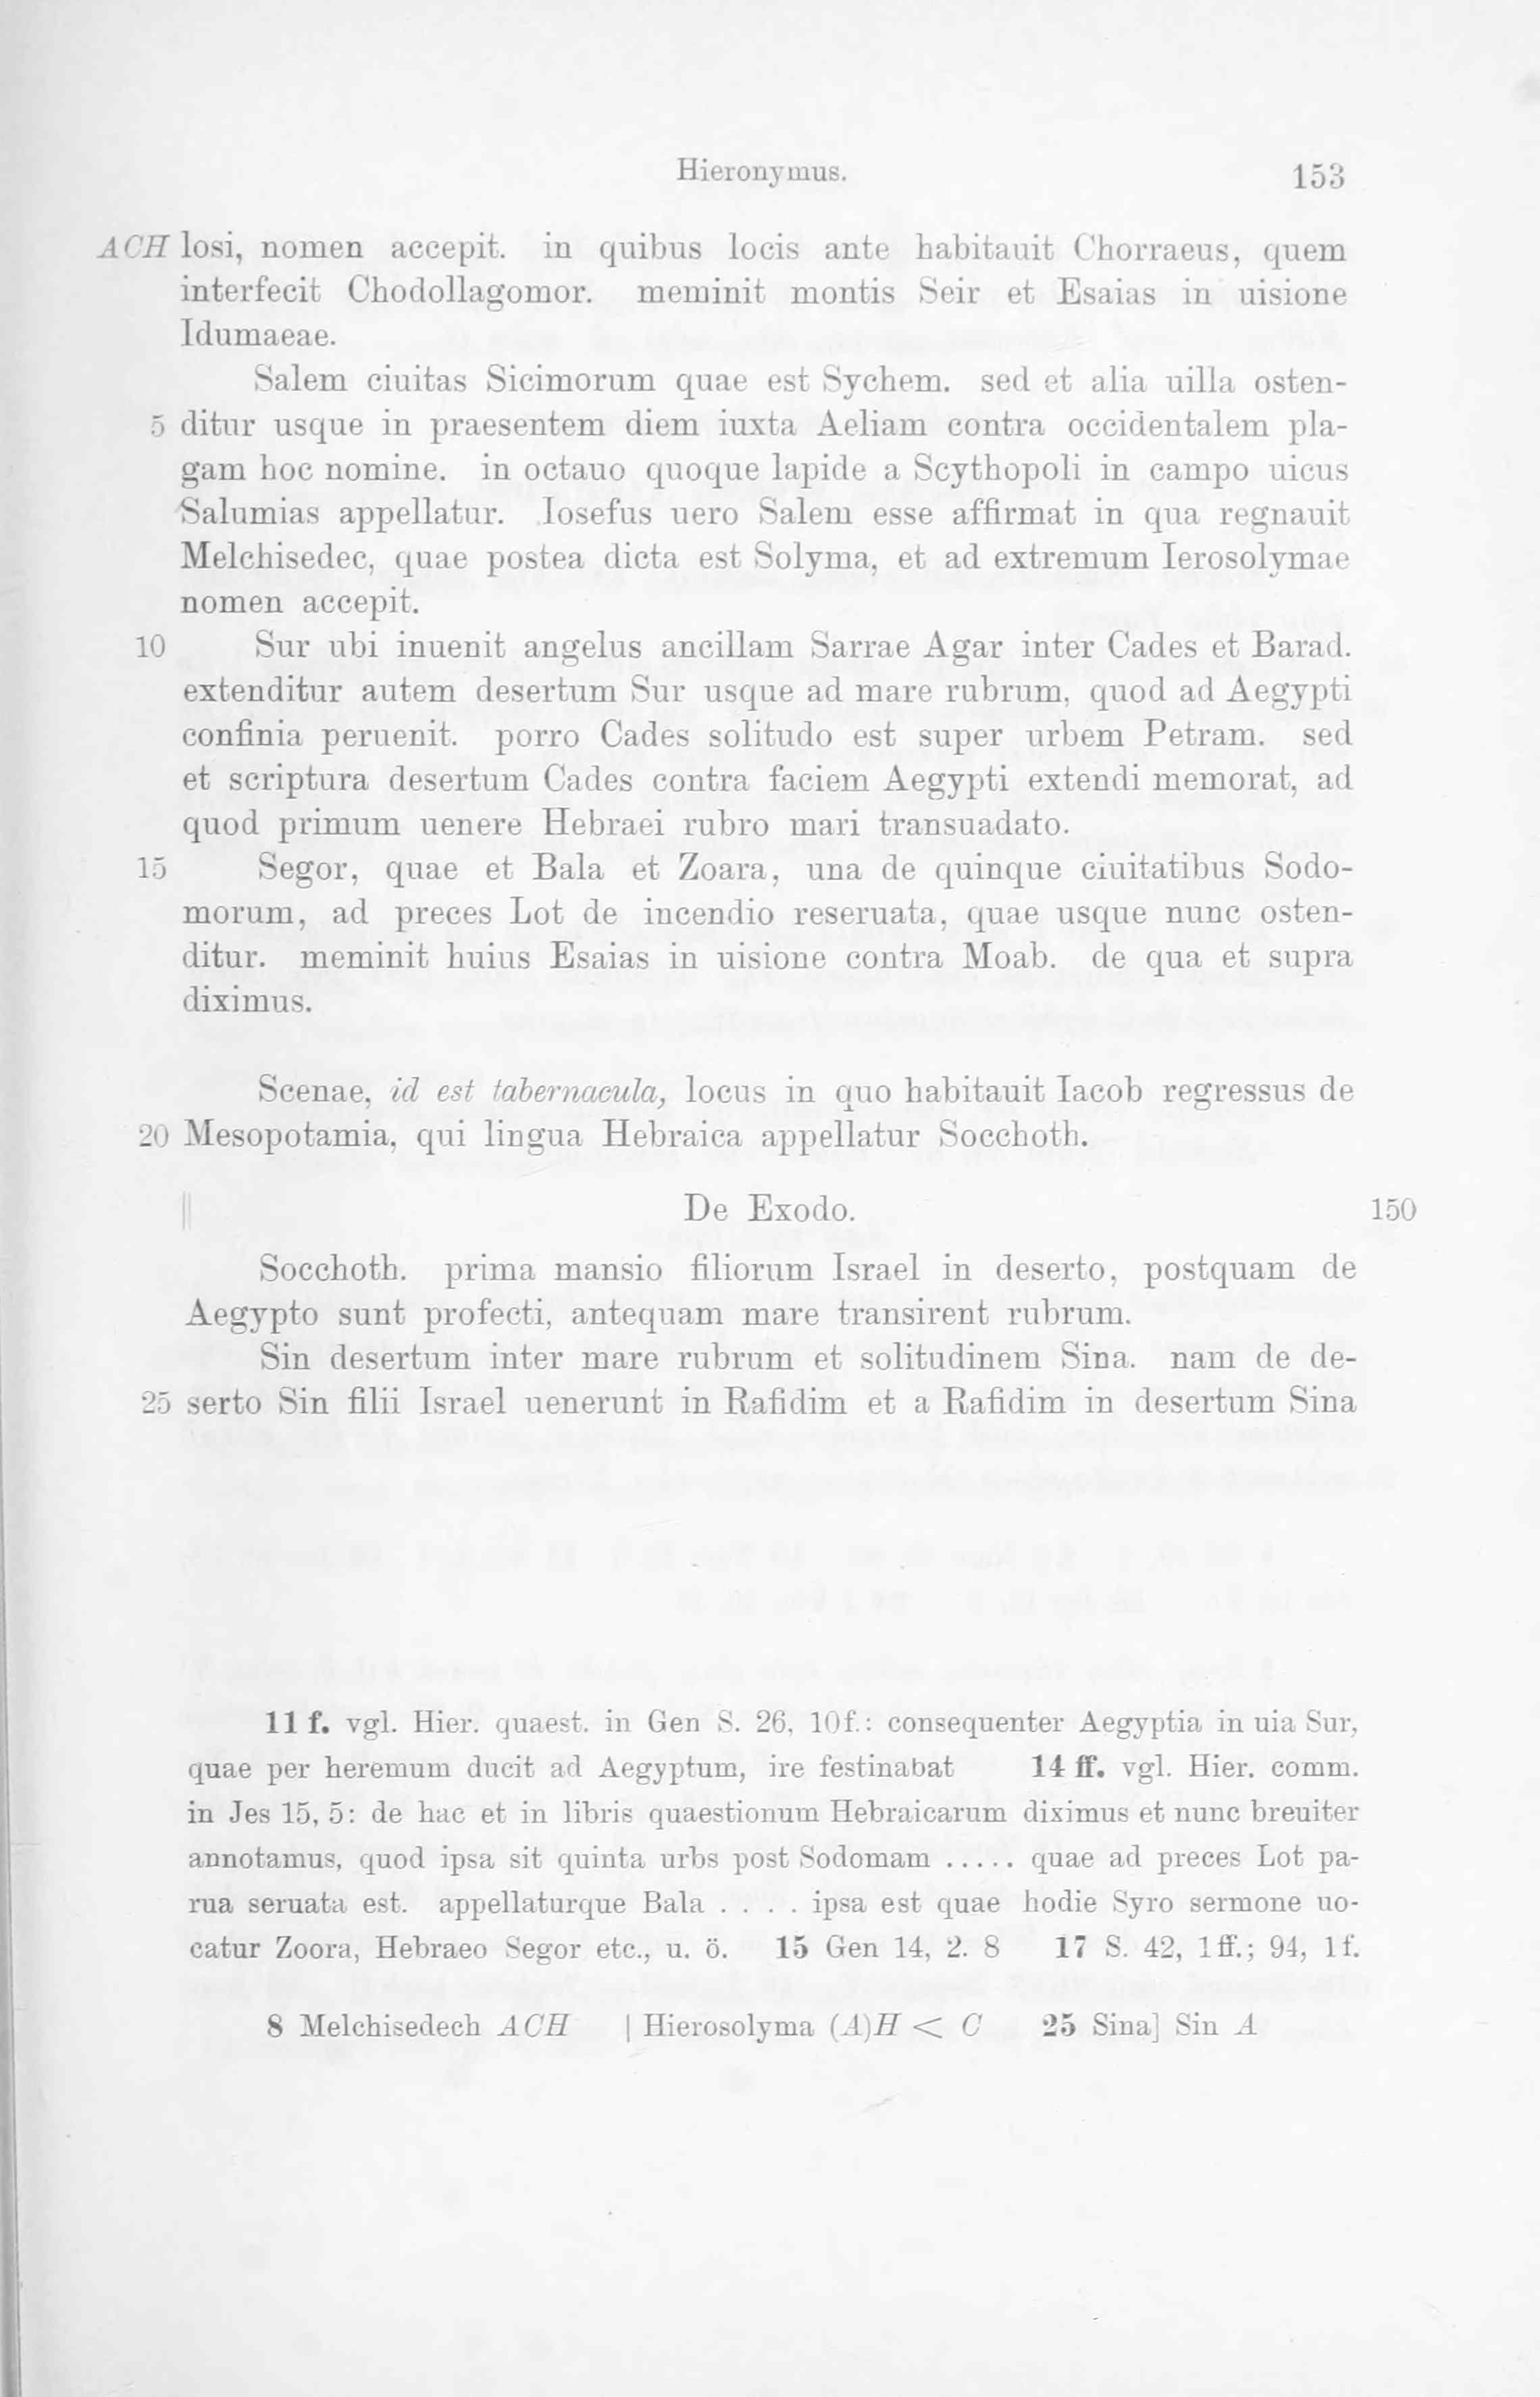 Hieronymus. 153
ACH losi, nomen accepit. in quibus locis ante habitauit Chorraeus, quem
interfecit Chodollagomor. meminit montis Seir et Esaias in uisione
Idumaeae.
Salem ciuitas Sicimorum quae est Sychem. sed et alia uilla osten-
5 ditur usque in praesentem diem iuxta Aeliam contra occidentalem pla-
gam hoc nomine. in octauo quoque lapide a Scythopoli in campo uicus
Salumias appellatur. Iosefus uero Salem esse affirmat in qua regnauit
Melchisedec, quae postea dicta est Solyma, et ad extremum Ierosolymae
nomen accepit.
10 Sur ubi inuenit angelus ancillam Sarrae Agar inter Cades et Barad.
extenditur autem desertum Sur usque ad mare rubrum, quod ad Aegypti
confinia peruenit. porro Cades solitudo est super urbem Petram. sed
et scriptura desertum Cades contra faciem Aegypti extendi memorat, ad
quod primum uenere Hebraei rubro mari transuadato.
15 Segor, quae et Bala et Zoara, una de quinque ciuitatibus Sodo-
morum, ad preces Lot de incendio reseruata, quae usque nunc osten-
ditur. meminit huius Esaias in uisione contra Moab. de qua et supra
diximus.
Scenae, id est tabernacula, locus in quo habitauit Iacob regressus de
20 Mesopotamia, qui lingua Hebraica appellatur Socchoth.
|| De Exodo. 150
Socchoth. prima mansio filiorum Israel in deserto, postquam de
Aegypto sunt profecti, antequam mare transirent rubrum.
Sin desertum inter mare rubrum et solitudinem Sina. nam de de-
25 serto Sin filii Israel uenerunt in Rafidim et a Rafidim in desertum Sina
11 f. vgl. Hier. quaest. in Gen S. 26, 10f.: consequenter Aegyptia in uia Sur,
quae per heremum ducit ad Aegyptum, ire festinabat 14 ff. vgl. Hier. comm.
in Jes 15, 5: de hac et in libris quaestionum Hebraicarum diximus et nunc breuiter
annotamus, quod ipsa sit quinta urbs post Sodomam ..... quae ad preces Lot pa-
rua seruata est. appellaturque Bala .... ipsa est quae hodie Syro sermone uo-
catur Zoora, Hebraeo Segor etc., u. ö. 15 Gen 14, 2. 8 17 S. 42, 1ff.; 94, 1f.
8 Melchisedech ACH | Hierosolyma (A)H < C 25 Sina] Sin A